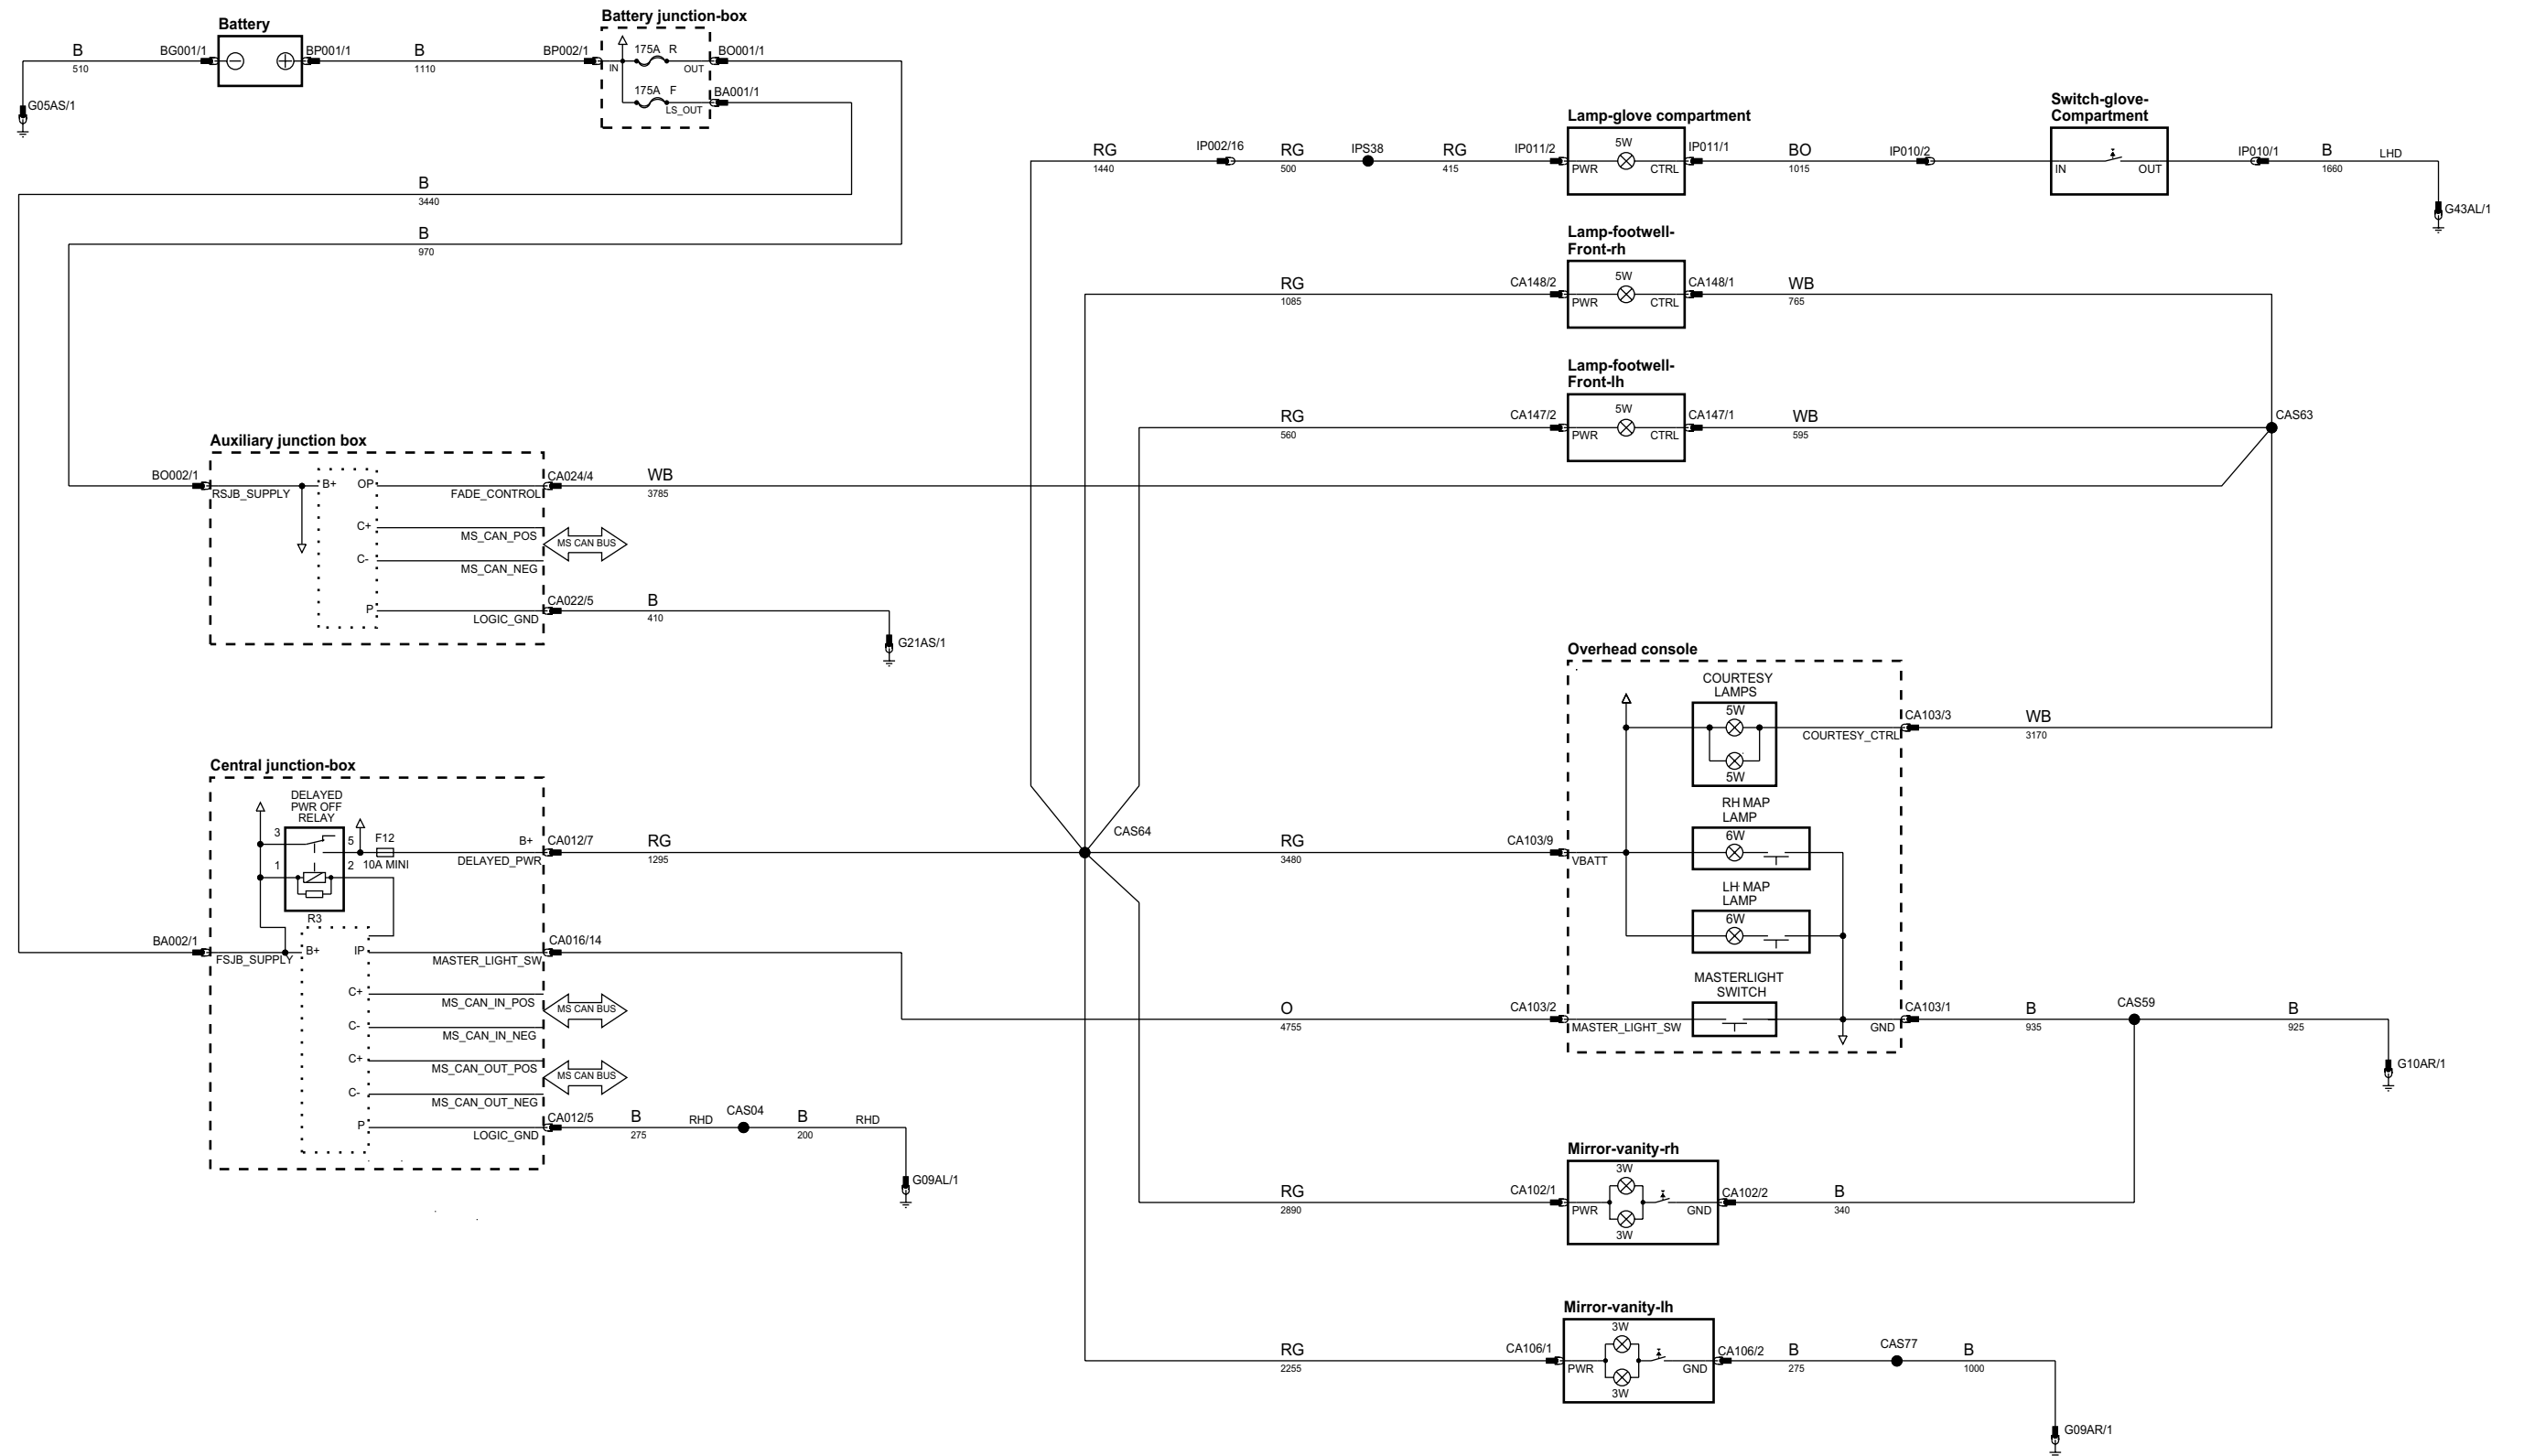 Battery
Battery junction-box
B
510
BG001/1
BP001/1
B
1110
BP002/1
IN
175A R
OUT
BO001/1
175A F
LS_OUT
BA001/1
G05AS/1
B
3440
B
970
Auxiliary junction box
BO002/1
RSJB_SUPPLY
B+
OP
FADE_CONTROL
CA024/4
WB
3785
C+
MS_CAN_POS
MS CAN BUS
C-
MS_CAN_NEG
P
LOGIC_GND
CA022/5
B
410
G21AS/1
Central junction-box
DELAYED
PWR OFF
RELAY
3
5
F12
1
2
10A MINI
R3
B+
DELAYED_PWR
CA012/7
RG
1295
CAS64
BA002/1
FSJB_SUPPLY
B+
IP
MASTER_LIGHT_SW
CA016/14
C+
MS_CAN_IN_POS
MS CAN BUS
C-
MS_CAN_IN_NEG
C+
MS_CAN_OUT_POS
MS CAN BUS
C-
MS_CAN_OUT_NEG
P
LOGIC_GND
CA012/5
B
275
RHD
CAS04
B
200
RHD
G09AL/1
RG
1440
IP002/16
RG
500
IPS38
RG
415
IP011/2
Lamp-glove compartment
5W
PWR
CTRL
IP011/1
BO
1015
IP010/2
Switch-glove-
Compartment
IN
OUT
IP010/1
B
1660
LHD
G43AL/1
Lamp-footwell-
Front-rh
RG
1085
CA148/2
5W
PWR
CTRL
CA148/1
WB
765
Lamp-footwell-
Front-lh
RG
560
CA147/2
5W
PWR
CTRL
CA147/1
WB
595
CAS63
Overhead console
COURTESY
LAMPS
5W
5W
COURTESY_CTRL
CA103/3
WB
3170
RH MAP
LAMP
6W
RG
3480
CA103/9
VBATT
LH MAP
LAMP
6W
MASTERLIGHT
SWITCH
O
4755
CA103/2
MASTER_LIGHT_SW
GND
CA103/1
B
935
CAS59
B
925
G10AR/1
Mirror-vanity-rh
RG
2890
CA102/1
3W
3W
PWR
GND
CA102/2
B
340
Mirror-vanity-lh
RG
2255
CA106/1
3W
3W
PWR
GND
CA106/2
B
275
CAS77
B
1000
G09AR/1